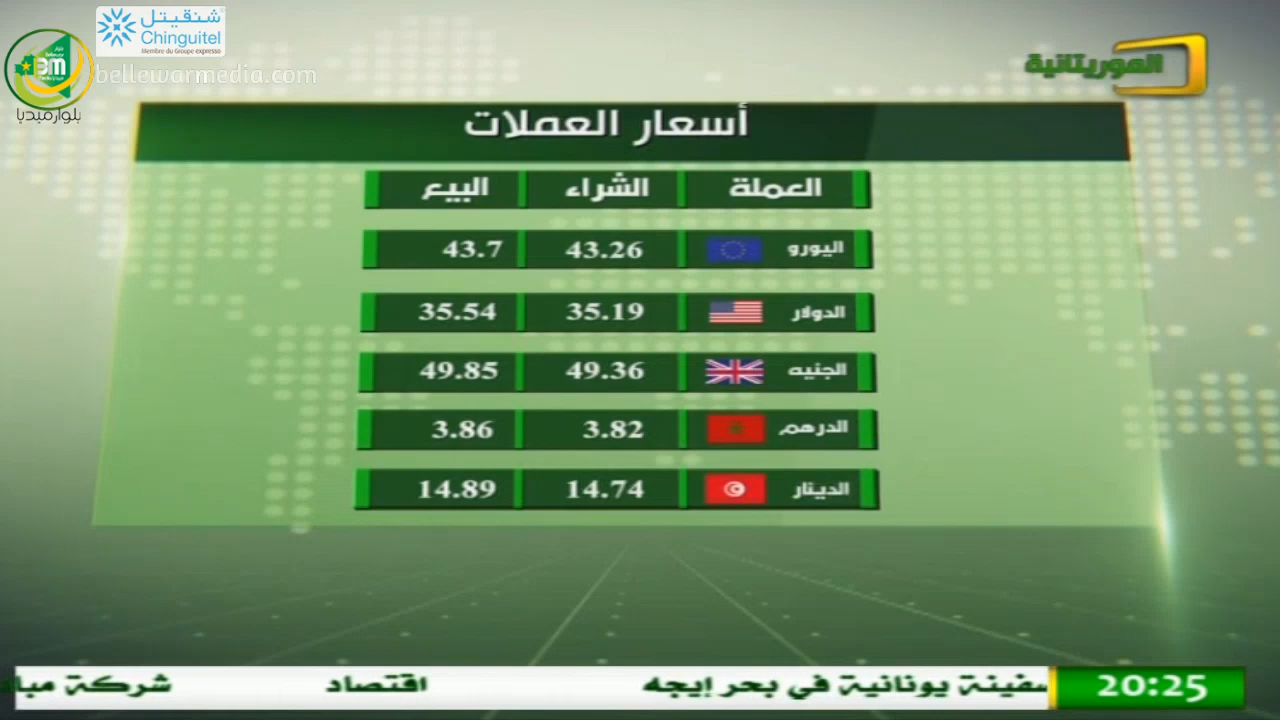 شنقيتل
Chinguitel
Membre du Groupe expresso
bellewarmedia.com
بلوارميديا
الموريتانية
أسعار العملات
العملة الشراء البيع
اليورو 43.26 43.7
الدولار 35.19 35.54
الجنيه 49.36 49.85
الدرهم 3.82 3.86
الدينار 14.74 14.89
20:25 سفينة يونانية في بحر إيجه اقتصاد شركة